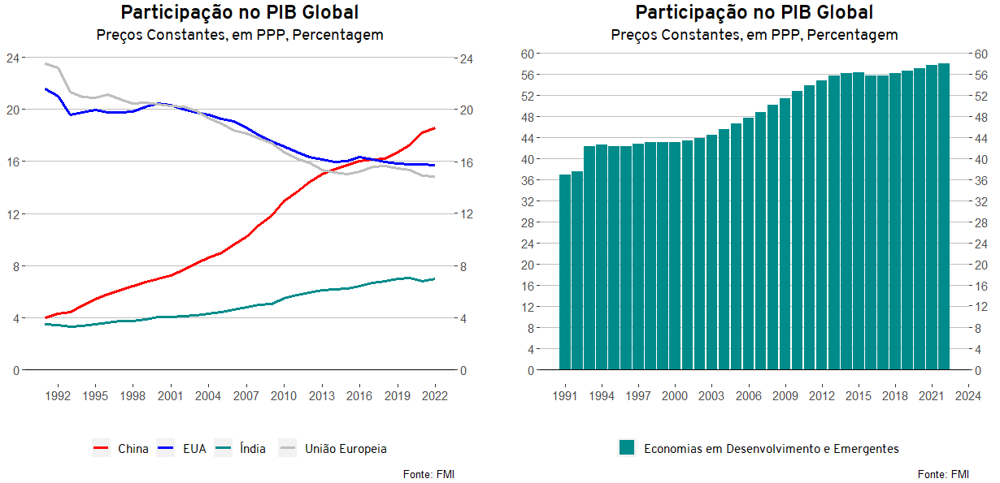 Participação no PIB Global
Preços Constantes, em PPP, Percentagem
24 24
20 20
16 16
12 12
8 8
4 4
0 0
1992 1995 1998 2001 2004 2007 2010 2013 2016 2019 2022
China EUA Índia União Europeia
Fonte: FMI
Participação no PIB Global
Preços Constantes, em PPP, Percentagem
60 60
56 56
52 52
48 48
44 44
40 40
36 36
32 32
28 28
24 24
20 20
16 16
12 12
8 8
4 4
0 0
1991 1994 1997 2000 2003 2006 2009 2012 2015 2018 2021 2024
Economias em Desenvolvimento e Emergentes
Fonte: FMI